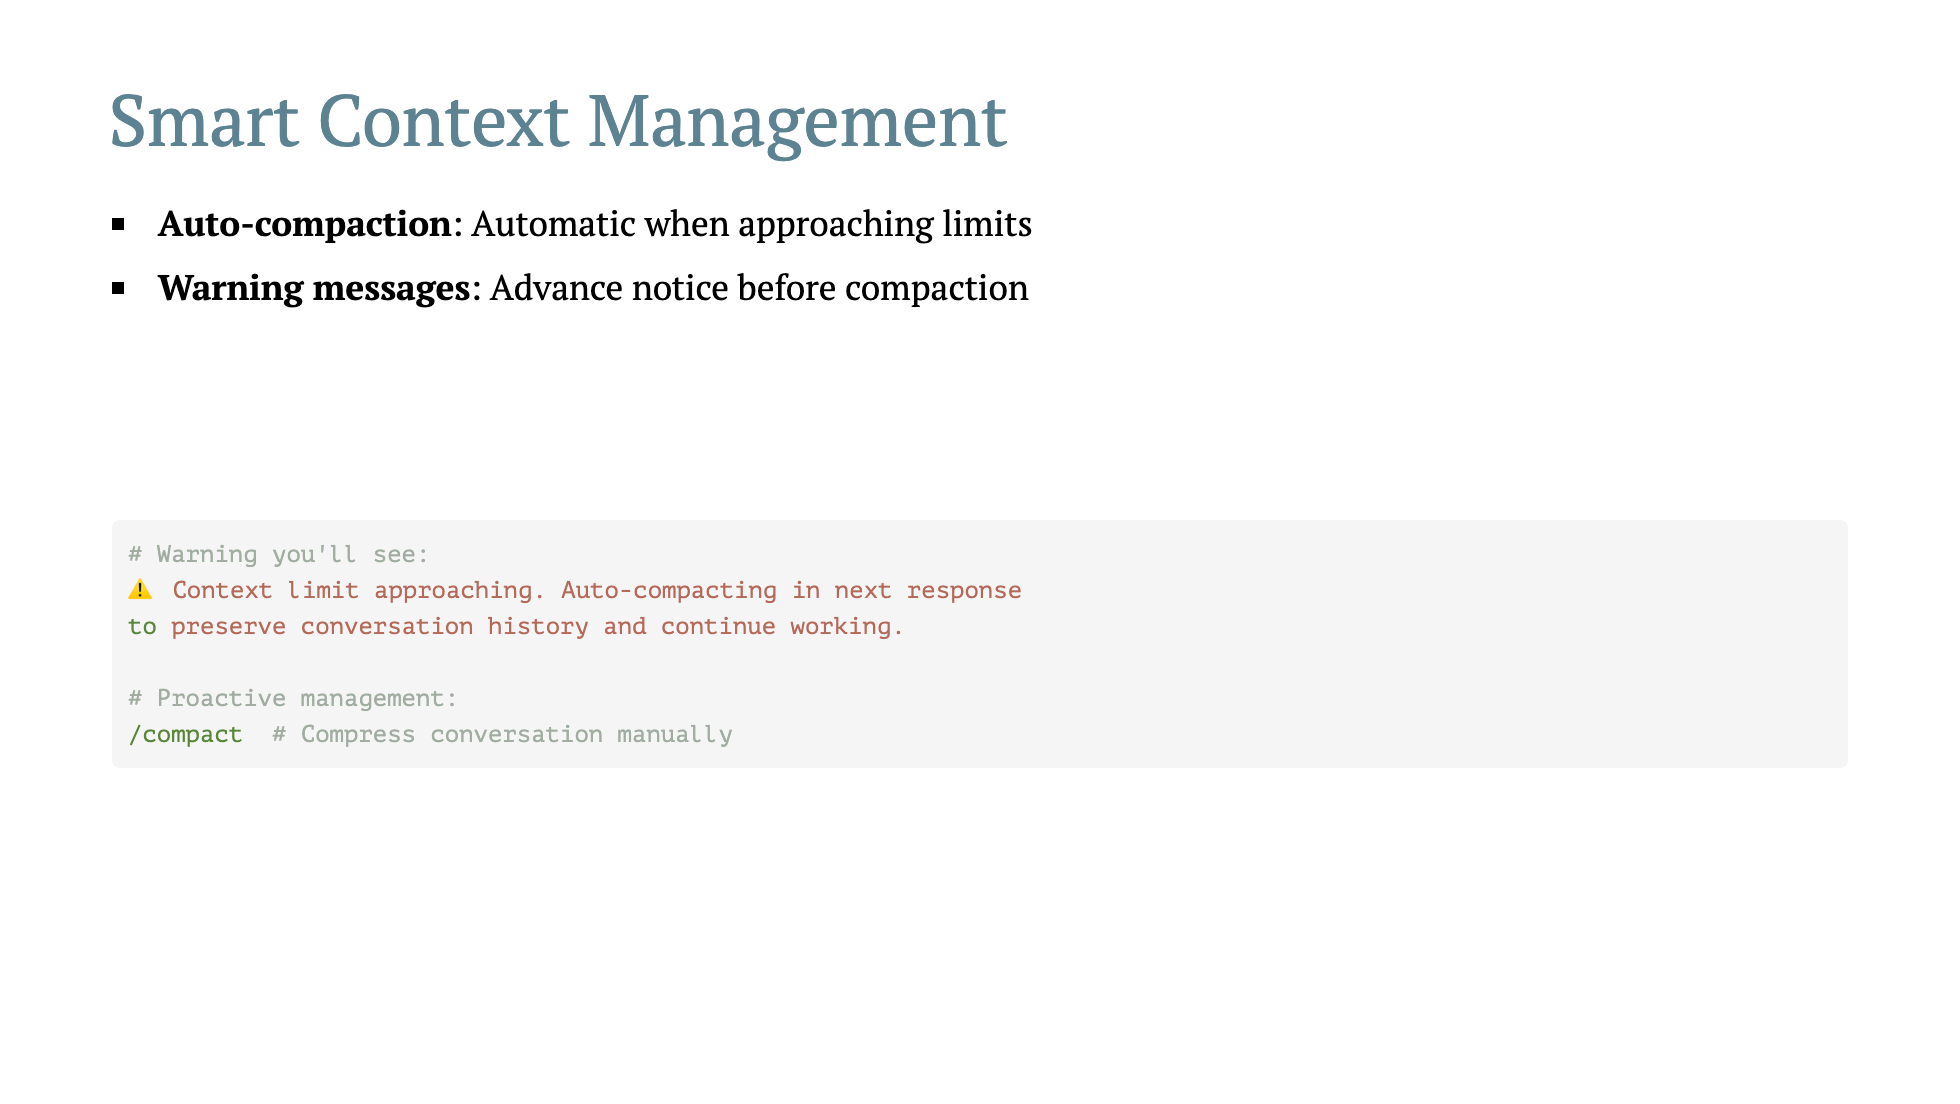 Smart Context Management
▪ Auto-compaction: Automatic when approaching limits
▪ Warning messages: Advance notice before compaction
# Warning you'll see:
⚠ Context limit approaching. Auto-compacting in next response
to preserve conversation history and continue working.
# Proactive management:
/compact  # Compress conversation manually